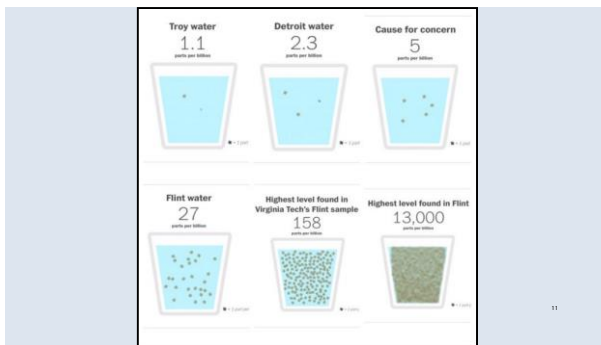 Troy water
1.1
parts per billion
Detroit water
2.3
parts per billion
Cause for concern
5
parts per billion
Flint water
27
parts per billion
Highest level found in
Virginia Tech's Flint sample
158
parts per billion
Highest level found in Flint
13,000
parts per billion
11